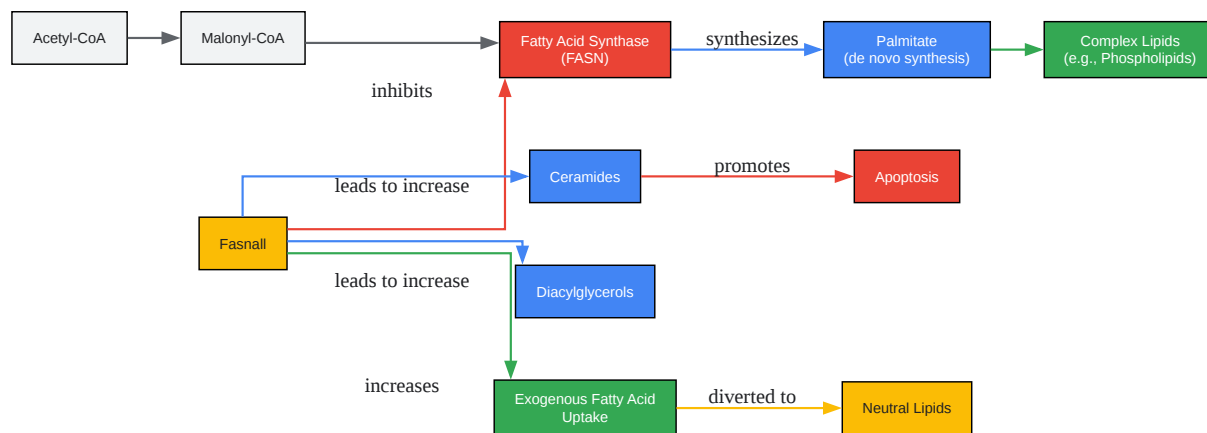 Acetyl-CoA
Malonyl-CoA
Fatty Acid Synthase
(FASN)
synthesizes
Palmitate
(de novo synthesis)
Complex Lipids
(e.g., Phospholipids)
inhibits
leads to increase
Ceramides
promotes
Apoptosis
Fasnall
leads to increase
Diacylglycerols
increases
Exogenous Fatty Acid
Uptake
diverted to
Neutral Lipids